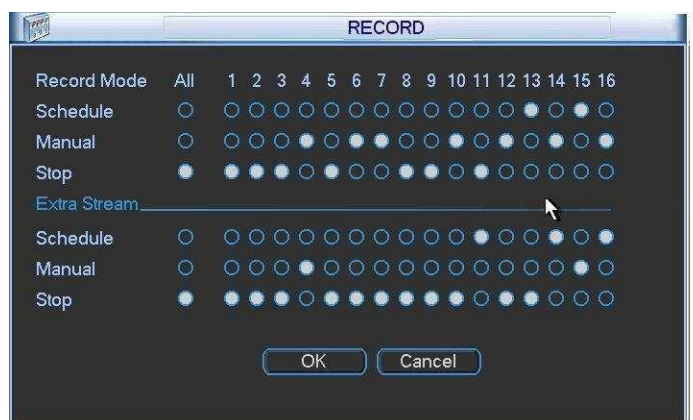 RECORD
Record Mode All 1 2 3 4 5 6 7 8 9 10 11 12 13 14 15 16
Schedule
Manual
Stop
Extra Stream
Schedule
Manual
Stop
OK Cancel